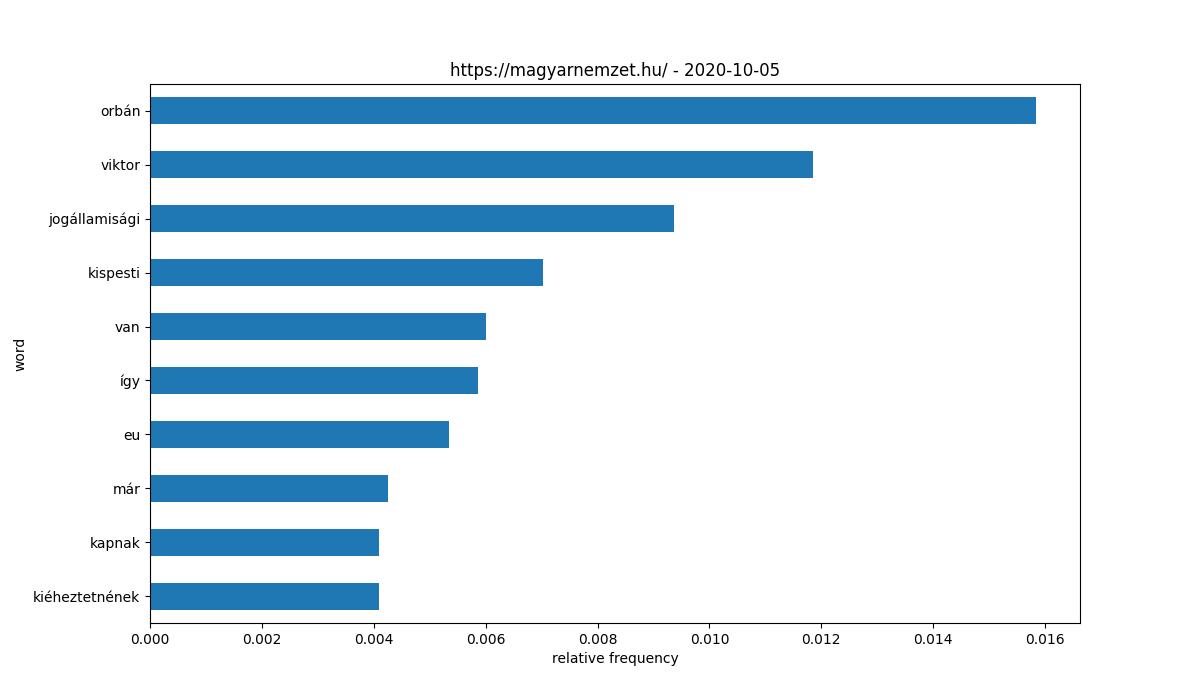 https://magyarnemzet.hu/ - 2020-10-05
orbán
viktor
jogállamisági
kispesti
van
így
eu
már
kapnak
kiéheztetnének
word
0.000 0.002 0.004 0.006 0.008 0.010 0.012 0.014 0.016
relative frequency